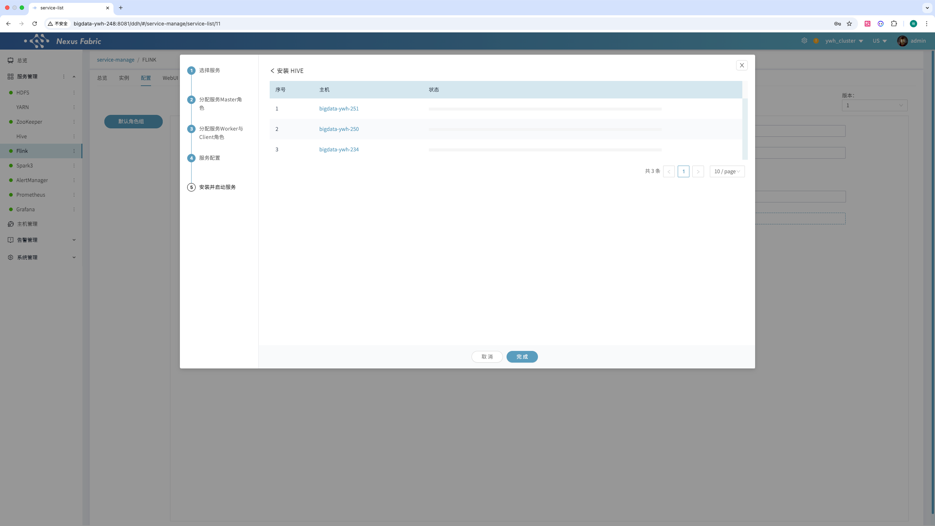 service-list
不安全
bigdata-ywh-248:8081/ddh/#/service-manage/service-list/11
Nexus Fabric
ywh_cluster
US
admin
总览
服务管理
HDFS
YARN
ZooKeeper
Hive
Flink
Spark3
AlertManager
Prometheus
Grafana
主机管理
告警管理
系统管理
service-manage / FLINK
总览 实例 配置 WebUI
默认角色组
版本:
1
1 选择服务
2 分配服务Master角
色
3 分配服务Worker与
Client角色
4 服务配置
5 安装并启动服务
安装 HIVE
序号 主机 状态
1 bigdata-ywh-251
2 bigdata-ywh-250
3 bigdata-ywh-234
共 3 条 1 10 / page
取 消 完 成